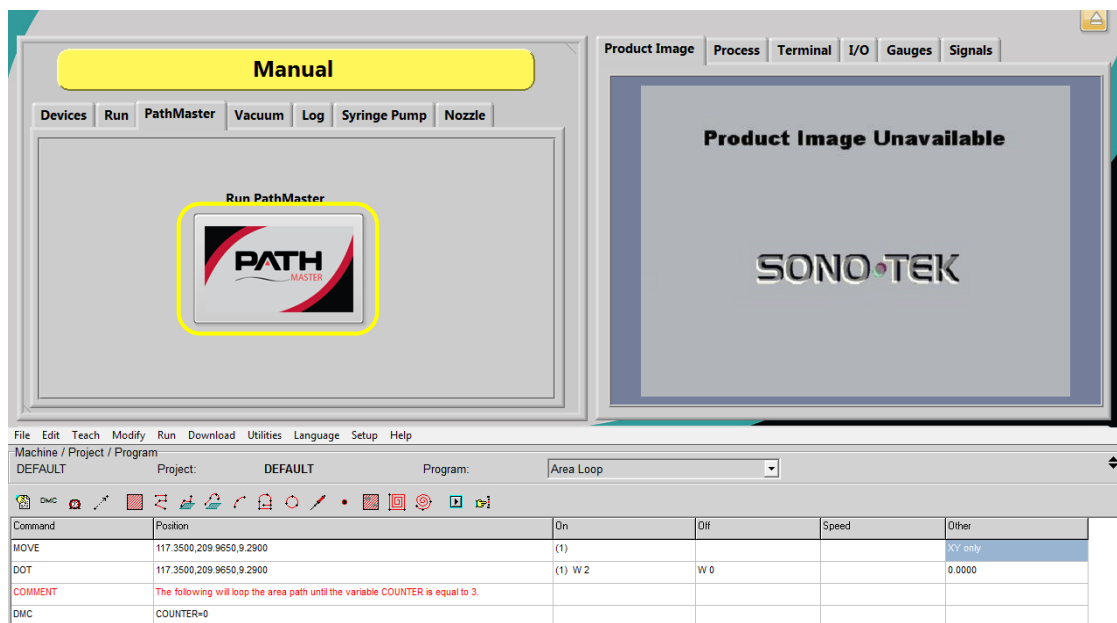 Manual
Devices Run PathMaster Vacuum Log Syringe Pump Nozzle
Run PathMaster
PATH
MASTER
Product Image Process Terminal I/O Gauges Signals
Product Image Unavailable
SONO•TEK
File Edit Teach Modify Run Download Utilities Language Setup Help
Machine / Project / Program
DEFAULT Project: DEFAULT Program: Area Loop
DMC
Command Position On Off Speed Other
MOVE 117.3500,209.9650,9.2900 (1) XY only
DOT 117.3500,209.9650,9.2900 (1) W 2 W 0 0.0000
COMMENT The following will loop the area path until the variable COUNTER is equal to 3.
DMC COUNTER=0